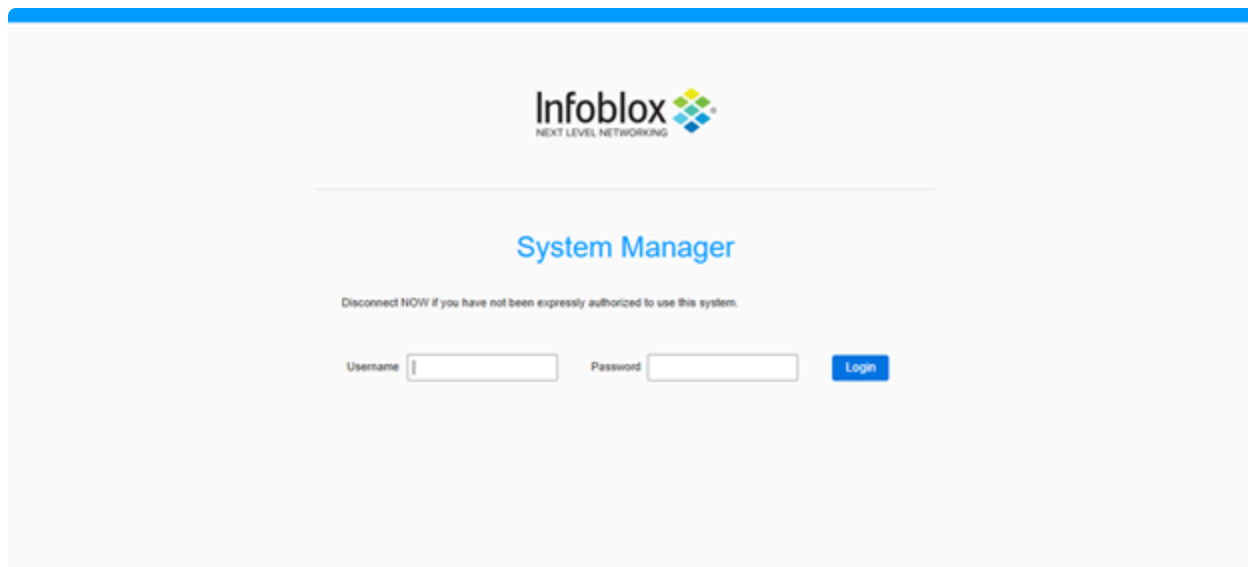 Infoblox
NEXT LEVEL NETWORKING
System Manager
Disconnect NOW if you have not been expressly authorized to use this system.
Username Password Login